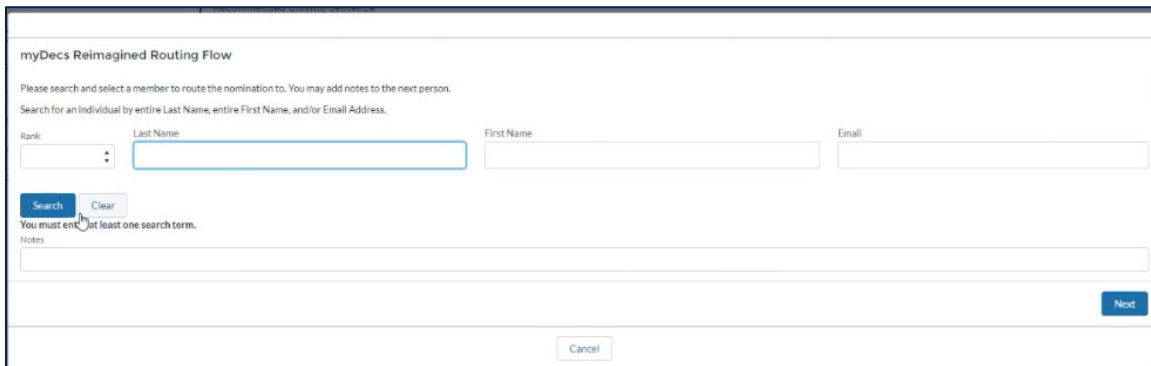 myDecs Reimagined Routing Flow
Please search and select a member to route the nomination to. You may add notes to the next person.
Search for an individual by entire Last Name, entire First Name, and/or Email Address.
Rank Last Name First Name Email
Search Clear
You must at least one search term.
Notes
Next
Cancel